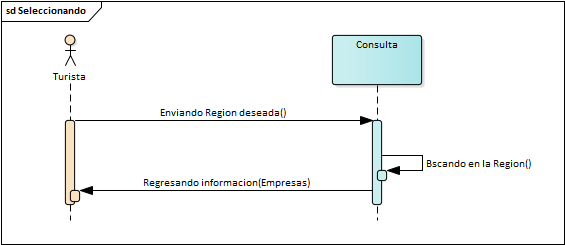 sd Seleccionando
Turista
Consulta
Enviando Region deseada()
Bscando en la Region()
Regresando informacion(Empresas)